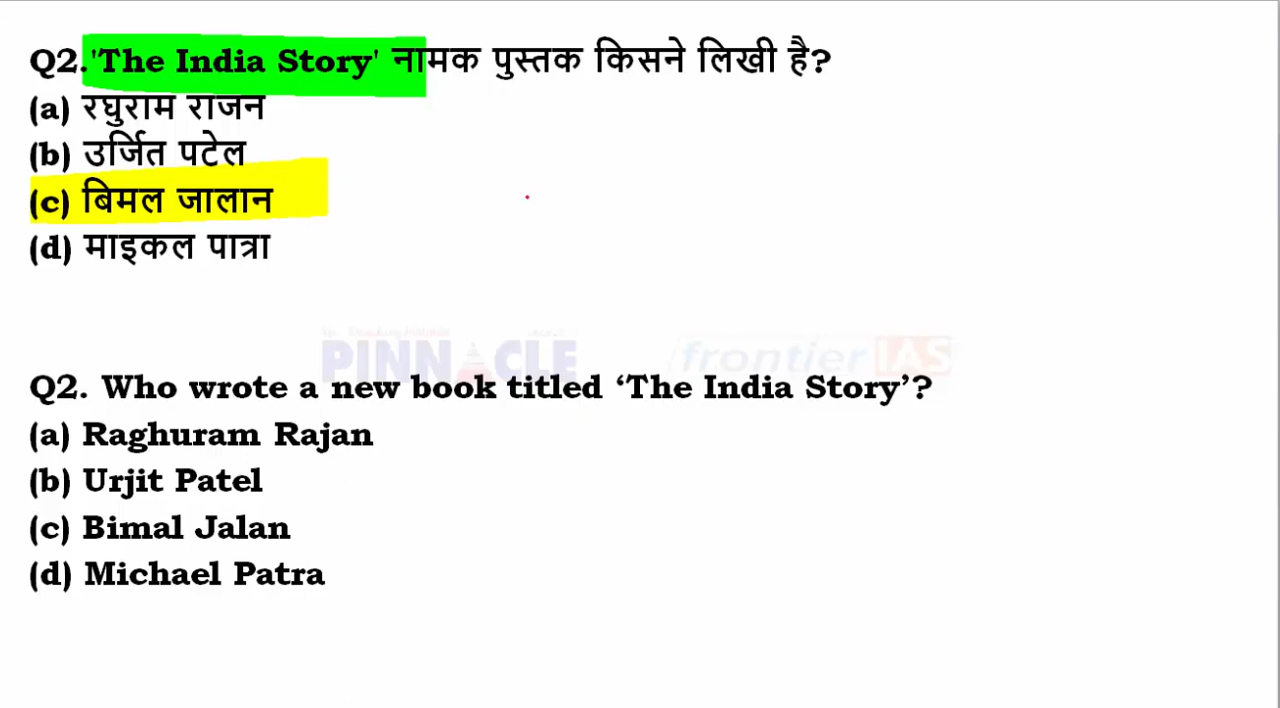 Q2.'The India Story' नामक पुस्तक किसने लिखी है?
(a) रघुराम राजन
(b) उर्जित पटेल
(c) बिमल जालान
(d) माइकल पात्रा
PINNACLE frontier IAS
Q2. Who wrote a new book titled ‘The India Story’?
(a) Raghuram Rajan
(b) Urjit Patel
(c) Bimal Jalan
(d) Michael Patra